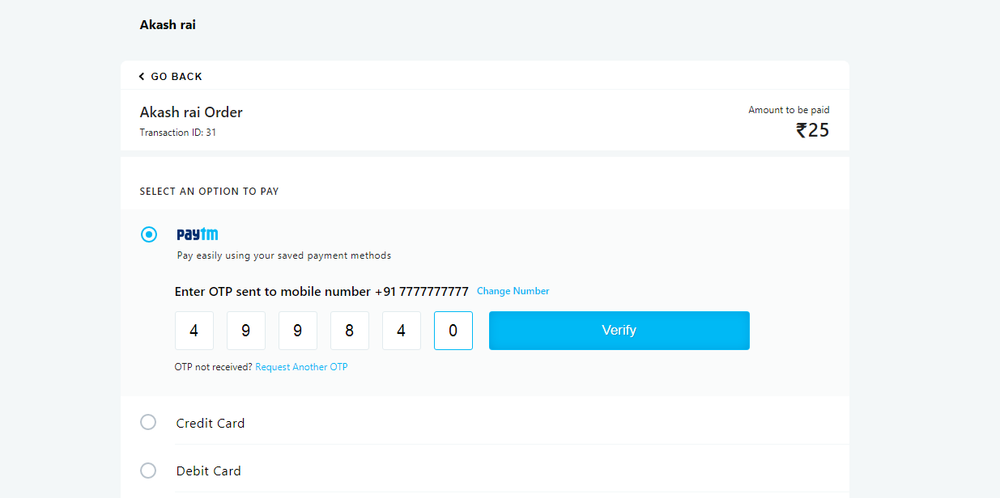 Akash rai
GO BACK
Akash rai Order
Transaction ID: 31
Amount to be paid
₹25
SELECT AN OPTION TO PAY
paytm
Pay easily using your saved payment methods
Enter OTP sent to mobile number +91 7777777777 Change Number
4 9 9 8 4 0 Verify
OTP not received? Request Another OTP
Credit Card
Debit Card